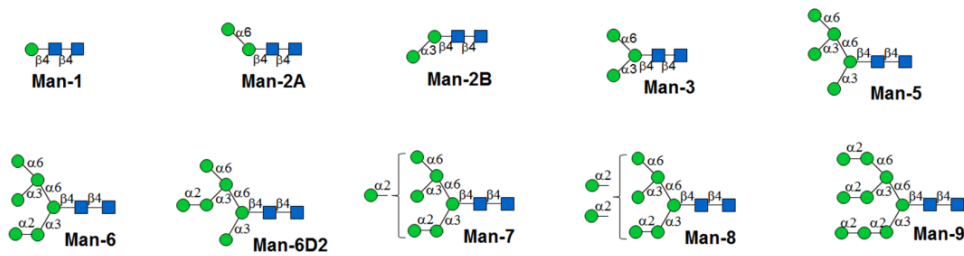 α6
β4 β4
Man-1
β4 β4
Man-2A
β4 β4
α3
Man-2B
α6
β4 β4
α3
Man-3
α6
α3 α6
β4 β4
α3
Man-5
α6
α3 α6
β4 β4
α2 α3
Man-6
α6
α2 α3 α6
β4 β4
α3
Man-6D2
α6
α2 α3 α6
β4 β4
α2 α3
Man-7
α6
α2 α3 α6
α2 β4 β4
α2 α3
Man-8
α2
α6
α2 α3 α6
β4 β4
α2 α2 α3
Man-9